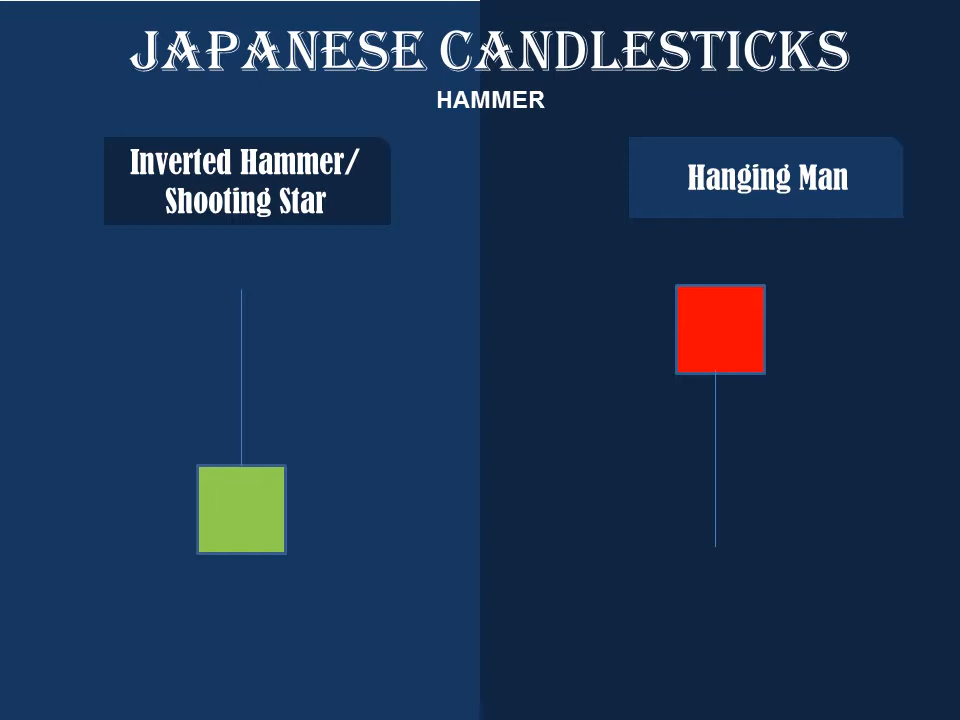 JAPANESE CANDLESTICKS
HAMMER
Inverted Hammer/
Shooting Star
Hanging Man